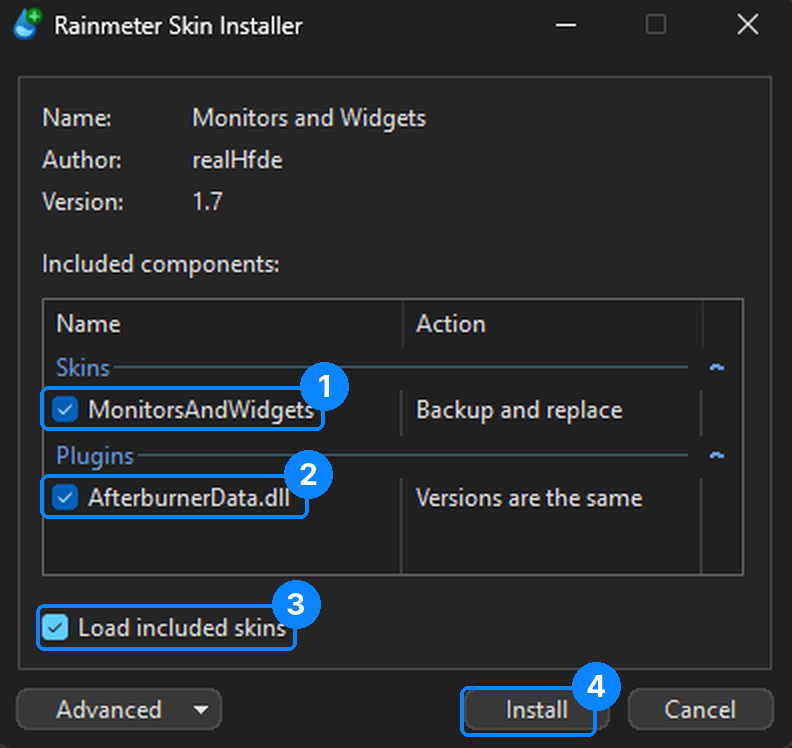 Rainmeter Skin Installer
Name: Monitors and Widgets
Author: realHfde
Version: 1.7
Included components:
Name Action
Skins
1
MonitorsAndWidgets Backup and replace
Plugins
2
AfterburnerData.dll Versions are the same
3
Load included skins
4
Advanced Install Cancel